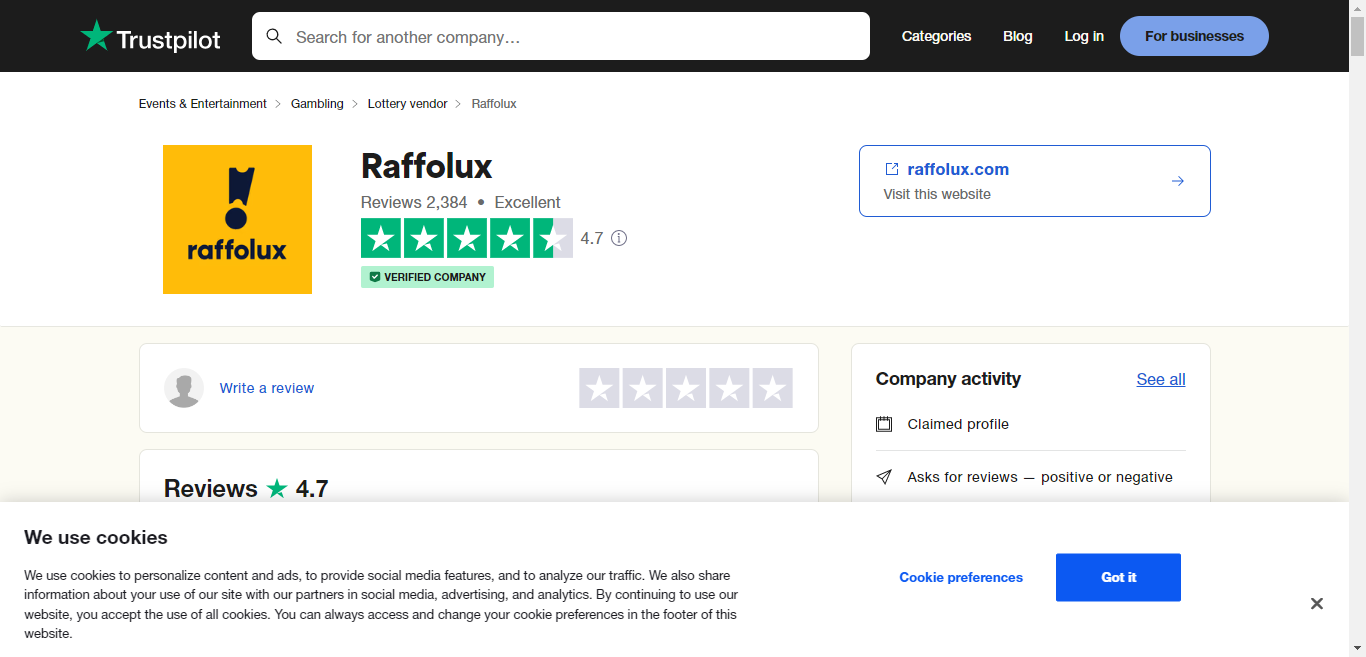 Trustpilot
Search for another company…
Categories
Blog
Log in
For businesses
Events & Entertainment
Gambling
Lottery vendor
Raffolux
raffolux
Raffolux
Reviews 2,384 • Excellent
4.7
VERIFIED COMPANY
raffolux.com
Visit this website
Write a review
Company activity
See all
Claimed profile
Asks for reviews — positive or negative
Reviews 4.7
We use cookies
We use cookies to personalize content and ads, to provide social media features, and to analyze our traffic. We also share
information about your use of our site with our partners in social media, advertising, and analytics. By continuing to use our
website, you accept the use of all cookies. You can always access and change your cookie preferences in the footer of this
website.
Cookie preferences
Got it